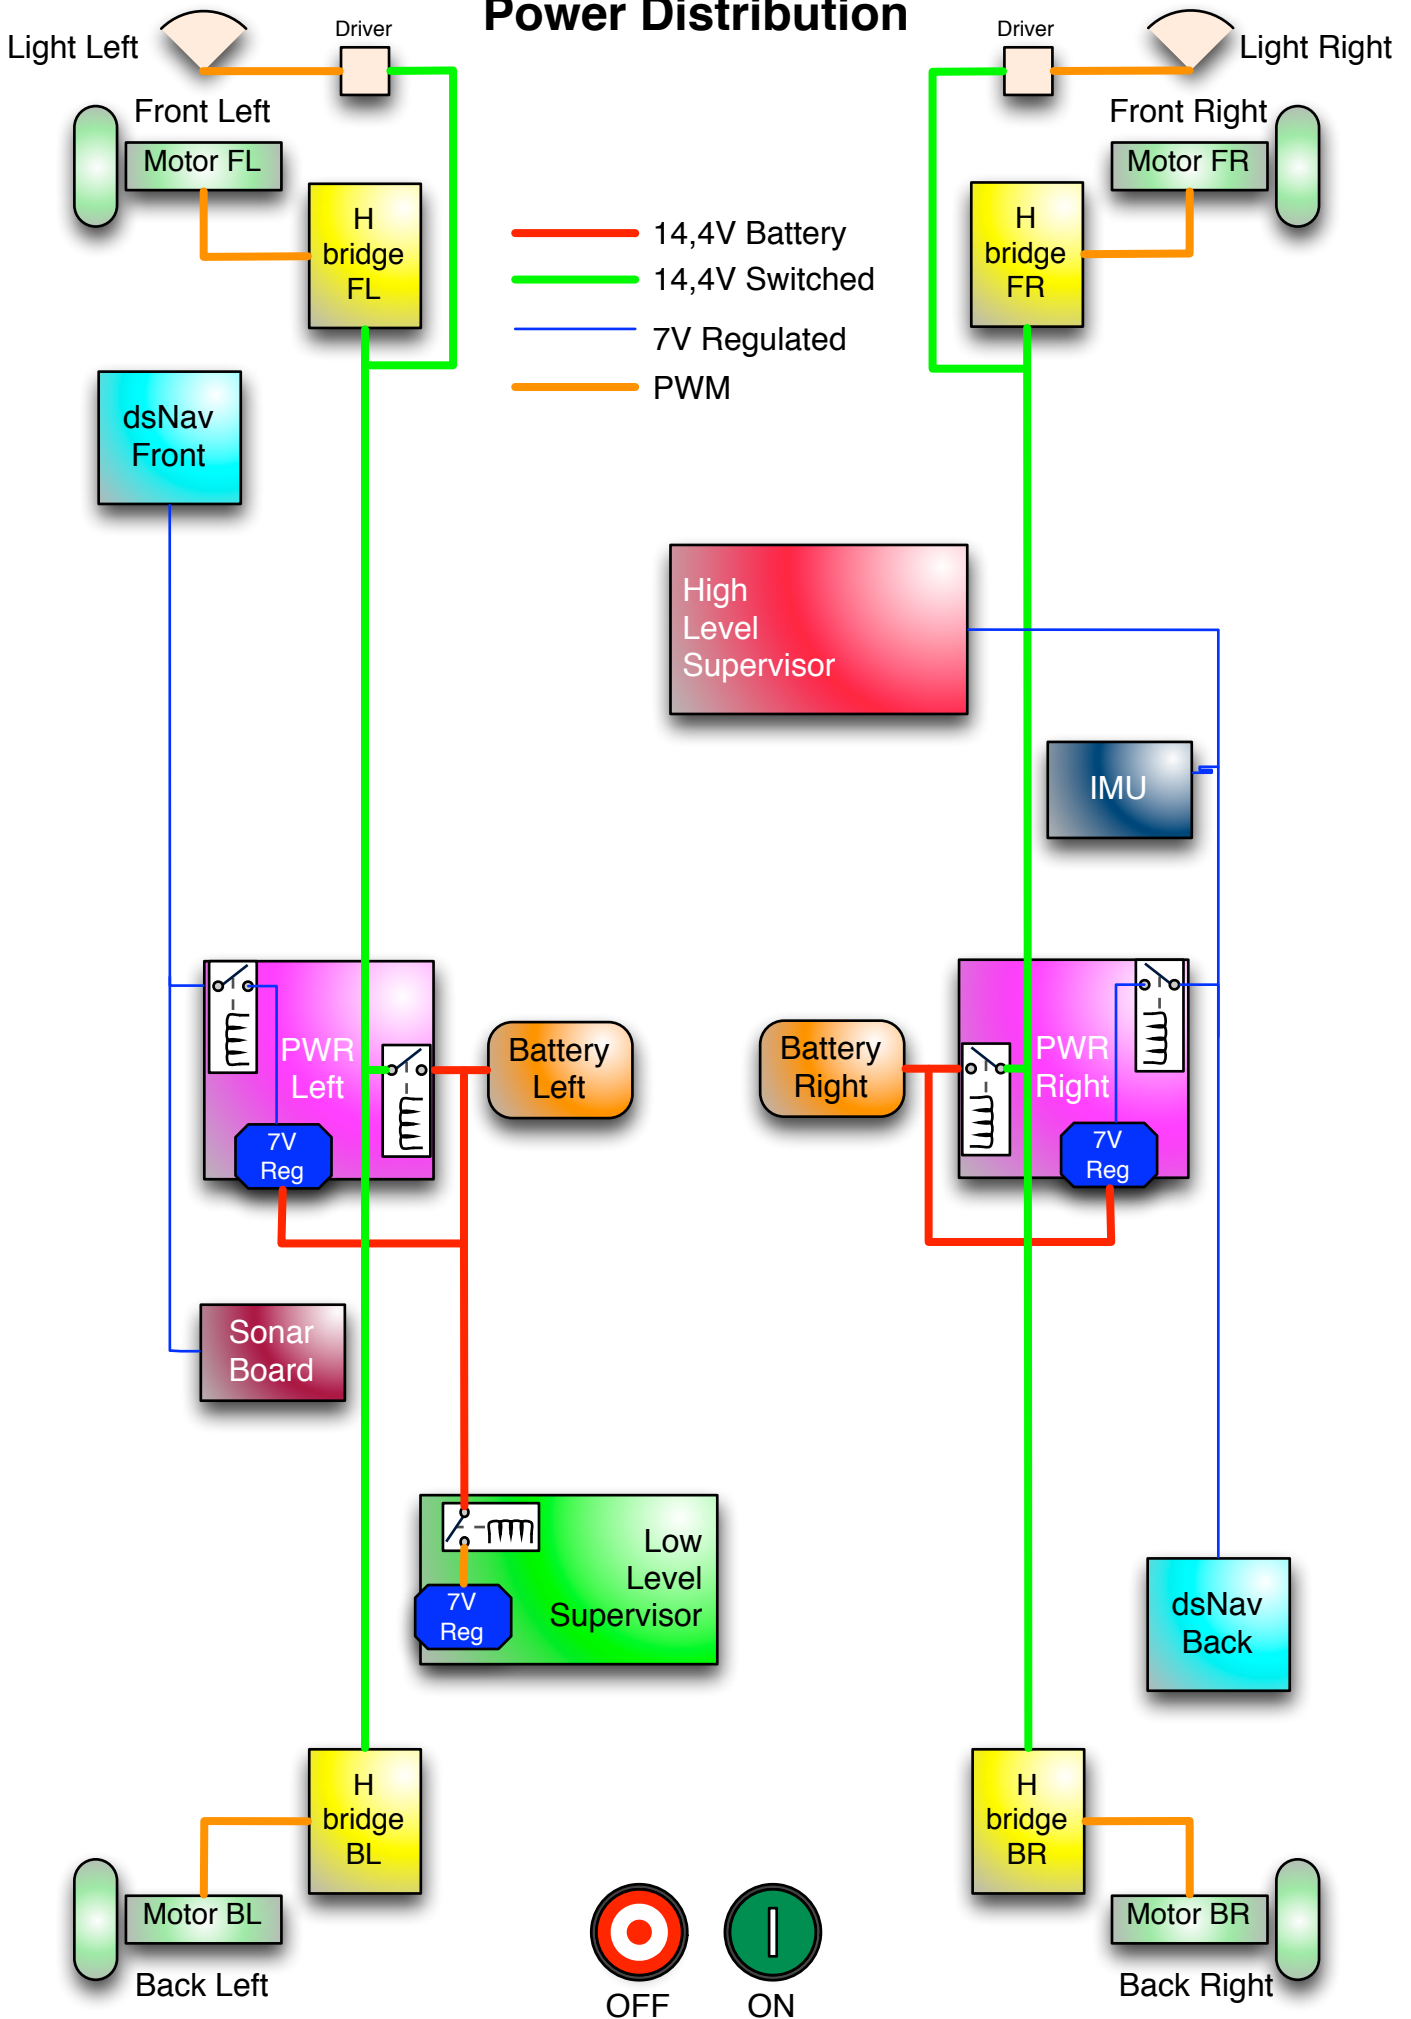 Power Distribution
Light Left
Driver
Driver
Light Right
Front Left
Front Right
Motor FL
Motor FR
H
bridge
FL
H
bridge
FR
14,4V Battery
14,4V Switched
7V Regulated
PWM
dsNav
Front
High
Level
Supervisor
IMU
PWR
Left
Battery
Left
Battery
Right
PWR
Right
7V
Reg
7V
Reg
Sonar
Board
Low
Level
Supervisor
7V
Reg
dsNav
Back
H
bridge
BL
H
bridge
BR
Motor BL
Motor BR
Back Left
Back Right
OFF
ON